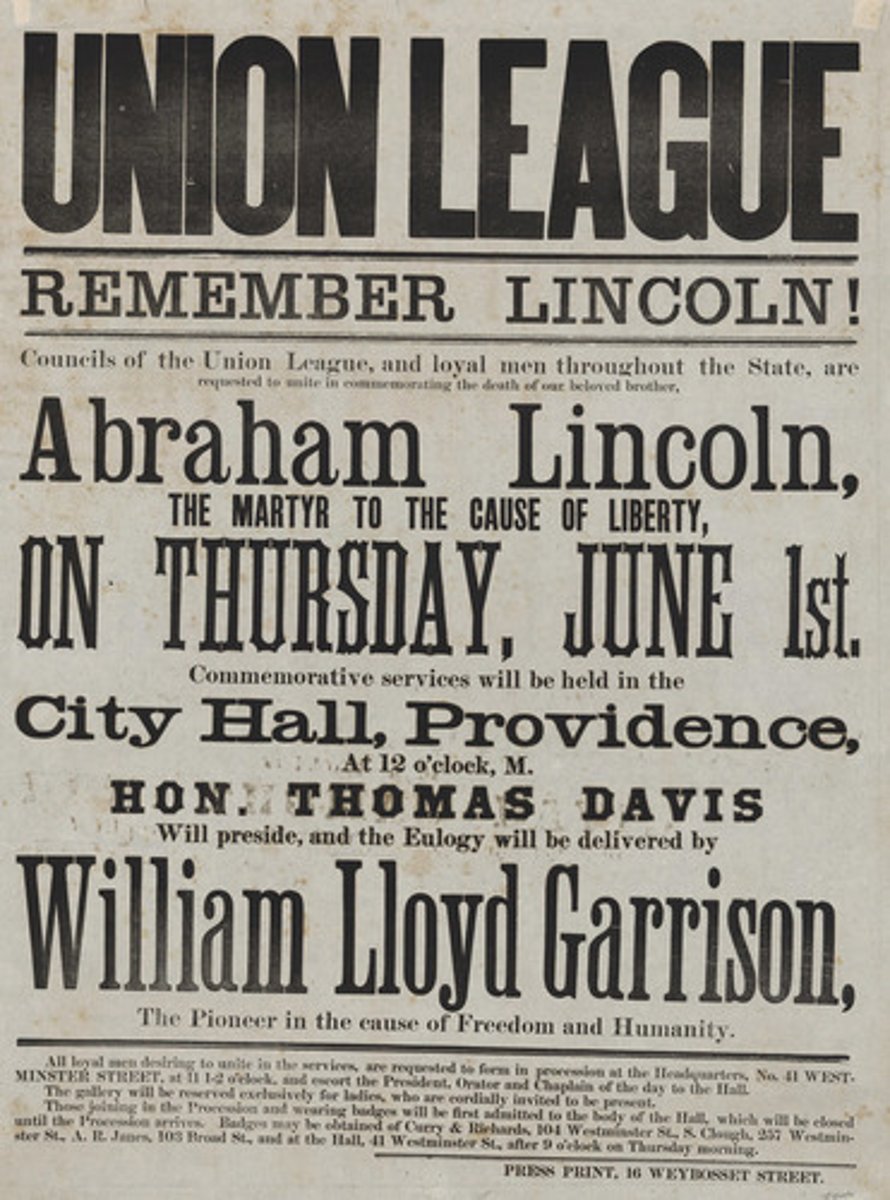 UNION LEAGUE
REMEMBER LINCOLN!
Councils of the Union League, and loyal men throughout the State, are
requested to unite in commemorating the death of our beloved brother,
Abraham Lincoln,
THE MARTYR TO THE CAUSE OF LIBERTY,
ON THURSDAY, JUNE 1st.
Commemorative services will be held in the
City Hall, Providence,
At 12 o'clock, M.
HON. THOMAS DAVIS
Will preside, and the Eulogy will be delivered by
William Lloyd Garrison,
The Pioneer in the cause of Freedom and Humanity.
All loyal men desiring to unite in the services, are requested to form in procession at the Headquarters, No. 41 WEST-
MINSTER STREET, at 11 1-2 o'clock, and escort the President, Orator and Chaplain of the day to the Hall.
The gallery will be reserved exclusively for ladies, who are cordially invited to be present.
Those joining in the Procession and wearing badges will be first admitted to the body of the Hall, which will be closed
until the Procession arrives. Badges may be obtained of Curry & Richards, 104 Westminster St., S. Clough, 257 Westmin-
ster St., A. R. Janes, 103 Broad St., and at the Hall, 41 Westminster St., after 9 o'clock on Thursday morning.
PRESS PRINT, 16 WEYBOSSET STREET.